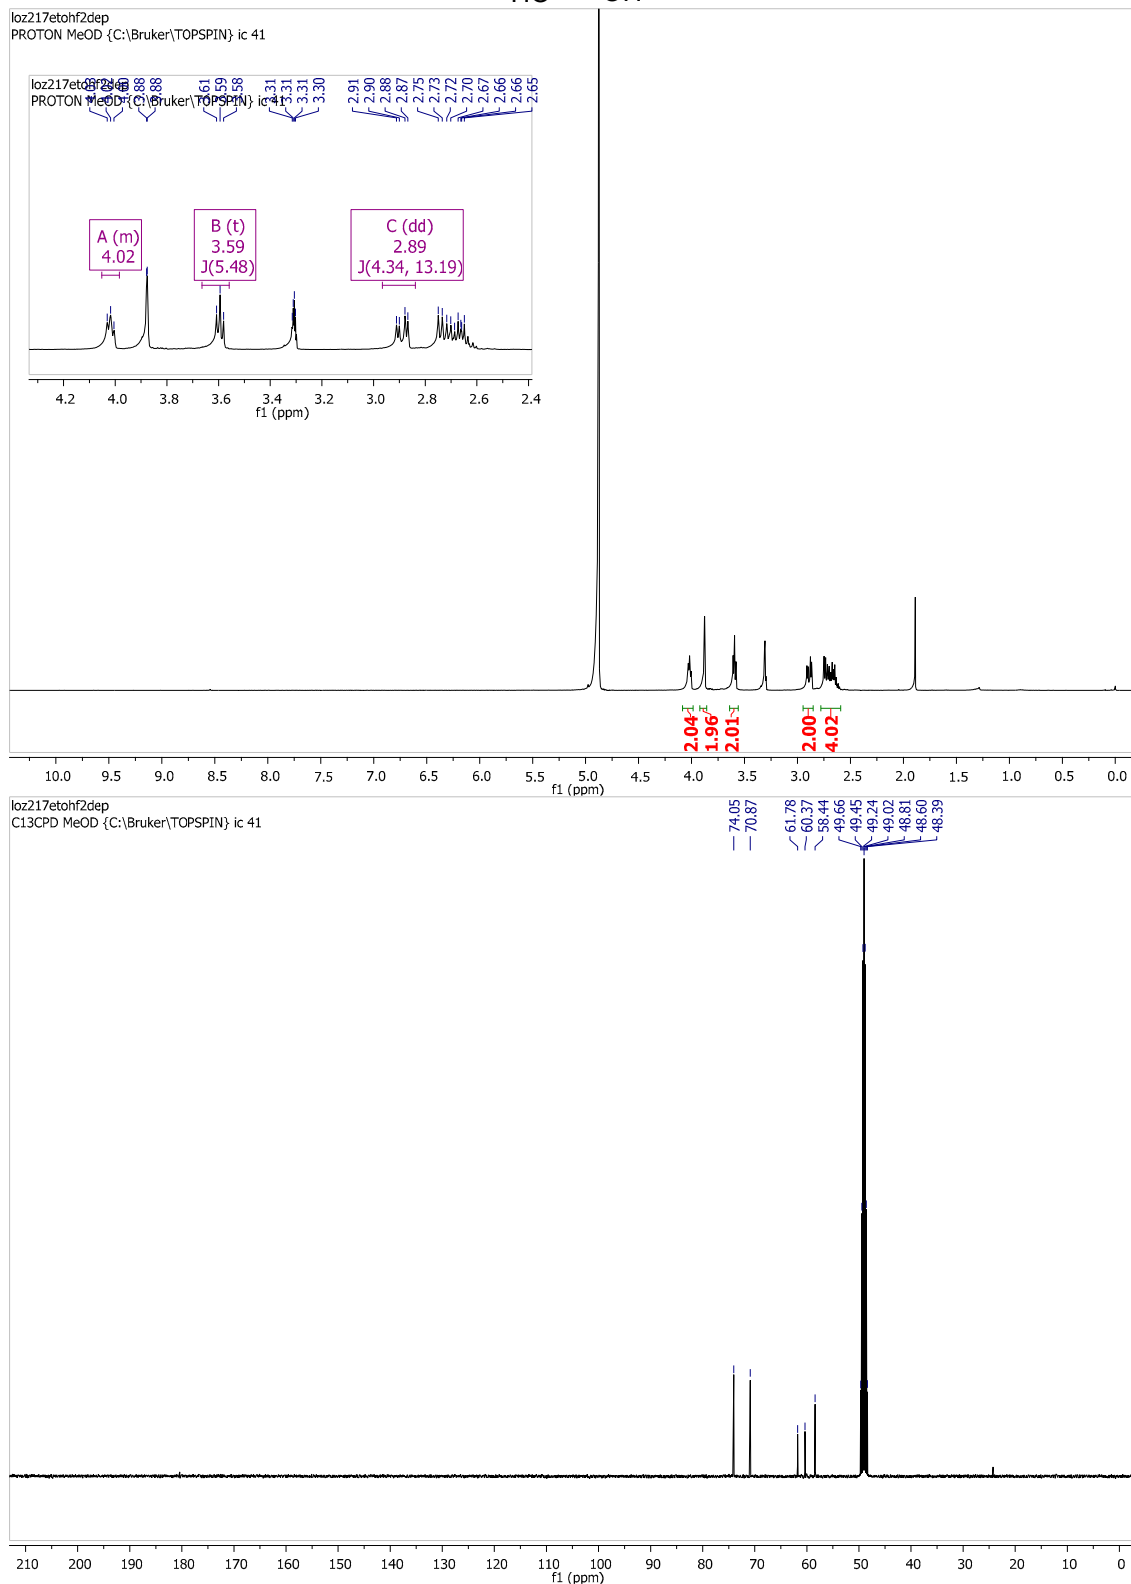 loz217etohf2dep
PROTON MeOD {C:\Bruker\TOPSPIN} ic 41
loz217etohf2dep
PROTON MeOD {C:\Bruker\TOPSPIN} ic 41
3.88 3.61 3.59 3.58 3.31 3.31 3.31 3.30 2.91 2.90 2.88 2.87 2.75 2.73 2.72 2.70 2.67 2.66 2.66 2.65
A (m)
4.02
B (t)
3.59
J(5.48)
C (dd)
2.89
J(4.34, 13.19)
4.2 4.0 3.8 3.6 3.4 3.2 3.0 2.8 2.6 2.4
f1 (ppm)
2.04 1.96 2.01 2.00 4.02
10.0 9.5 9.0 8.5 8.0 7.5 7.0 6.5 6.0 5.5 5.0 4.5 4.0 3.5 3.0 2.5 2.0 1.5 1.0 0.5 0.0
f1 (ppm)
loz217etohf2dep
C13CPD MeOD {C:\Bruker\TOPSPIN} ic 41
74.05 70.87 61.78 60.37 58.44 49.66 49.45 49.24 49.02 48.81 48.60 48.39
210 200 190 180 170 160 150 140 130 120 110 100 90 80 70 60 50 40 30 20 10 0
f1 (ppm)